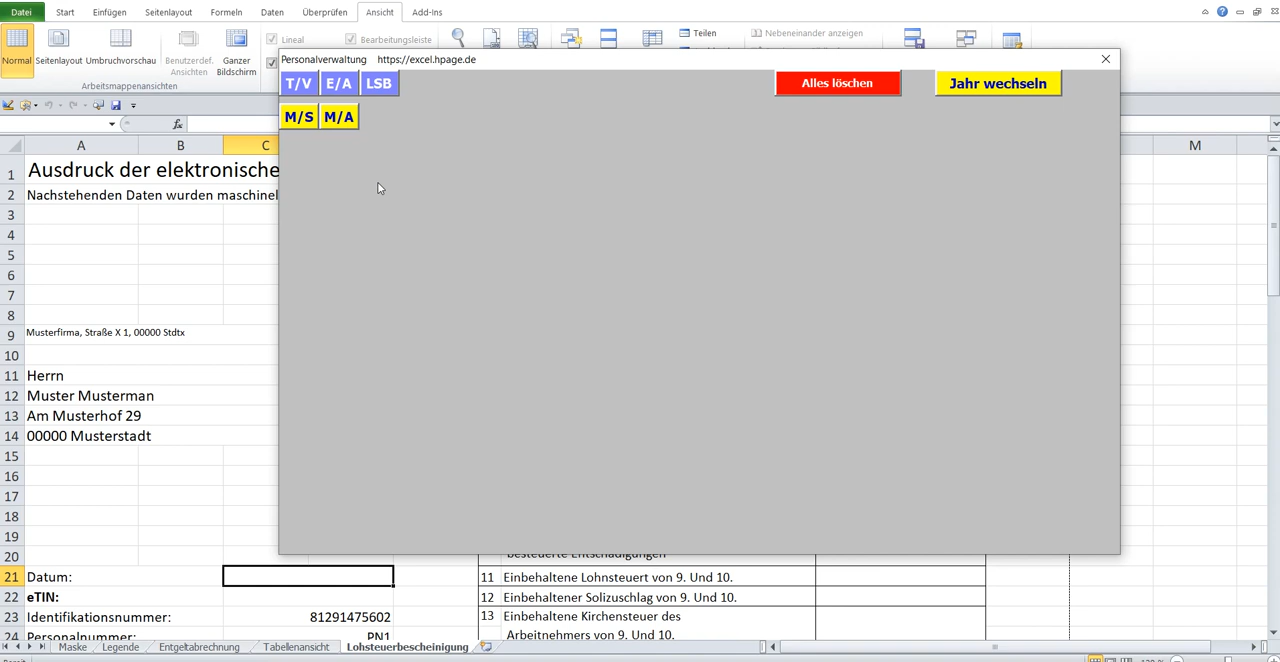 Datei Start Einfügen Seitenlayout Formeln Daten Überprüfen Ansicht Add-Ins
Normal Seitenlayout Umbruchvorschau Benutzerdef. Ansichten Ganzer Bildschirm
Lineal Bearbeitungsleiste
Teilen Nebeneinander anzeigen
Arbeitsmappenansichten
Personalverwaltung https://excel.hpage.de
T/V E/A LSB Alles löschen Jahr wechseln
M/S M/A
fx
A B C M
1 Ausdruck der elektronische
2 Nachstehenden Daten wurden maschinel
3
4
5
6
7
8
9 Musterfirma, Straße X 1, 00000 Stdtx
10
11 Herrn
12 Muster Musterman
13 Am Musterhof 29
14 00000 Musterstadt
15
16
17
18
19
20 besteuerte Entschädigungen
21 Datum: 11 Einbehaltene Lohnsteuert von 9. Und 10.
22 eTIN: 12 Einbehaltener Solizuschlag von 9. Und 10.
23 Identifikationsnummer: 81291475602 13 Einbehaltene Kirchensteuer des
24 Personalnummer: PN1 Arbeitnehmers von 9. Und 10.
Maske Legende Entgeltabrechnung Tabellenansicht Lohsteuerbescheinigung